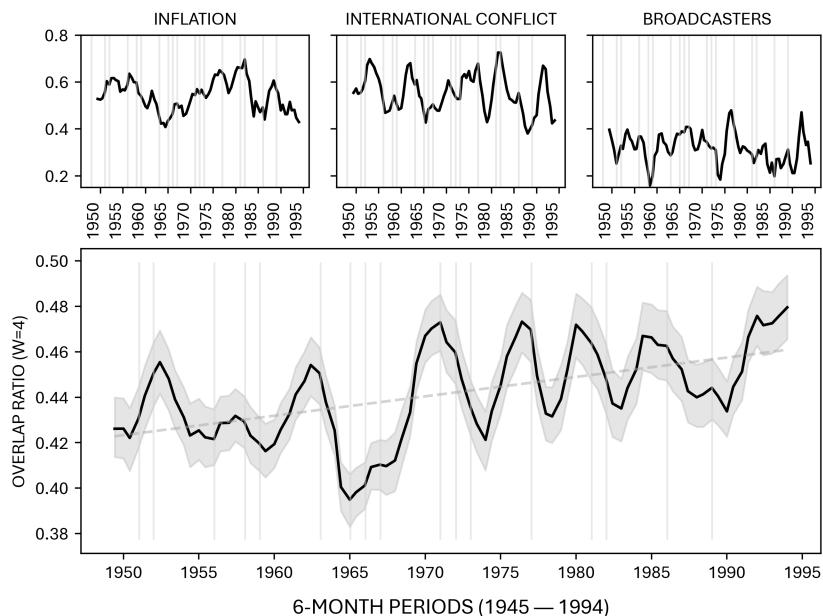 INFLATION
INTERNATIONAL CONFLICT
BROADCASTERS
0.8
0.6
0.4
0.2
1950 1955 1960 1965 1970 1975 1980 1985 1990 1995
1950 1955 1960 1965 1970 1975 1980 1985 1990 1995
1950 1955 1960 1965 1970 1975 1980 1985 1990 1995
OVERLAP RATIO (W=4)
0.50
0.48
0.46
0.44
0.42
0.40
0.38
1950 1955 1960 1965 1970 1975 1980 1985 1990 1995
6-MONTH PERIODS (1945 — 1994)